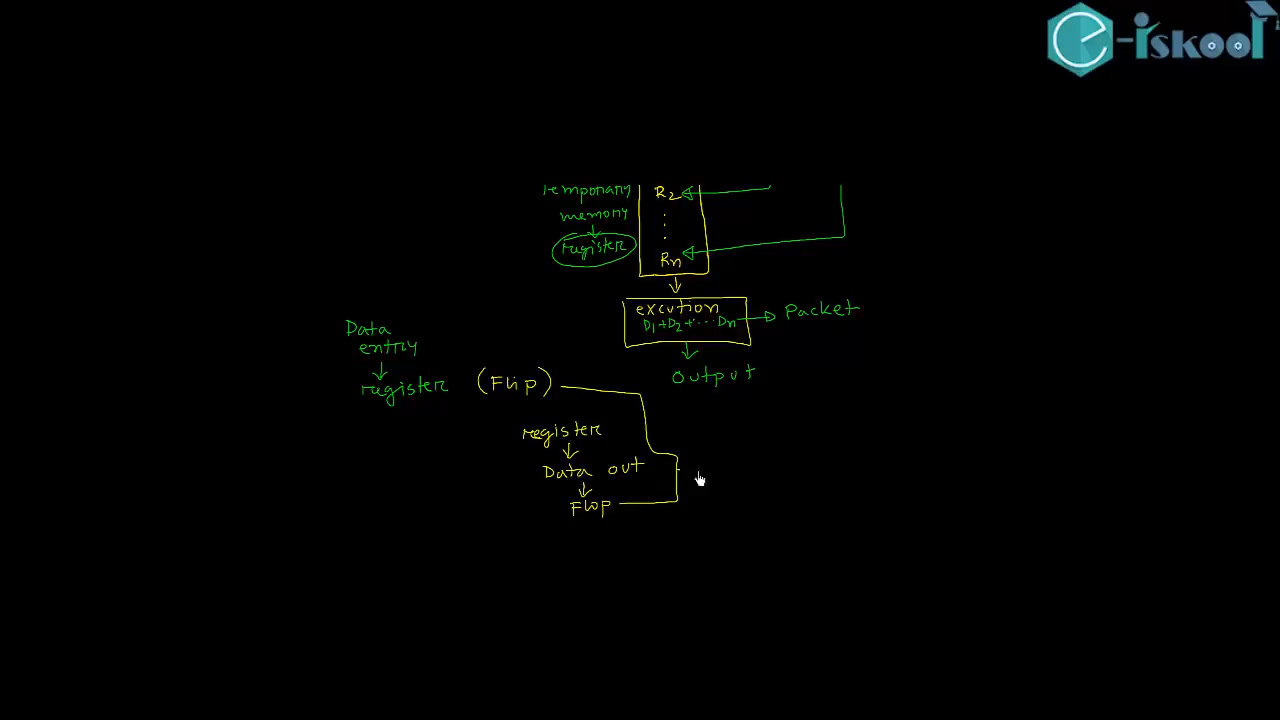 e-iskool
Temporary
memory
register
R2
Rn
excution
D1+D2+...Dn
Packet
Output
Data
entry
register (Flip)
register
Data out
Flop